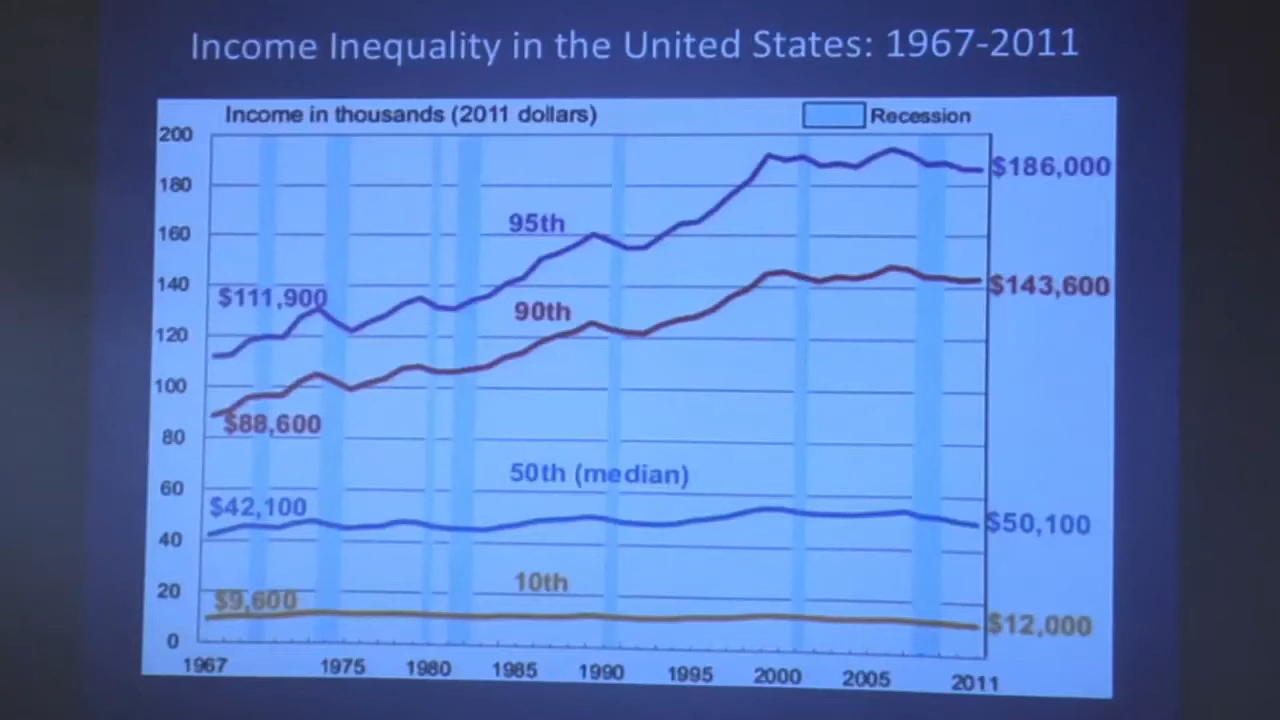 Income Inequality in the United States: 1967-2011
Income in thousands (2011 dollars)
Recession
200
180
160
140
120
100
80
60
40
20
0
95th
$186,000
$111,900
90th
$143,600
$88,600
50th (median)
$42,100
$50,100
10th
$9,600
$12,000
1967 1975 1980 1985 1990 1995 2000 2005 2011